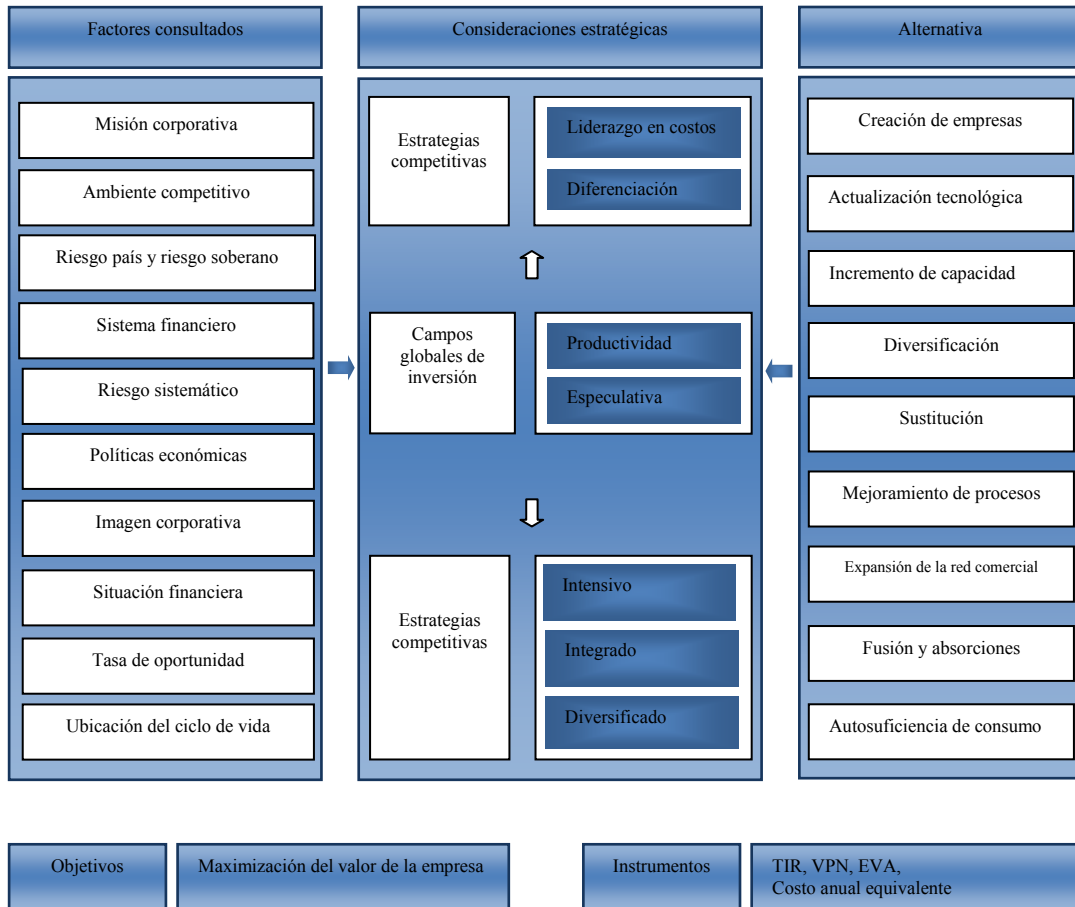 Factores consultados
Misión corporativa
Ambiente competitivo
Riesgo país y riesgo soberano
Sistema financiero
Riesgo sistemático
Políticas económicas
Imagen corporativa
Situación financiera
Tasa de oportunidad
Ubicación del ciclo de vida
Consideraciones estratégicas
Estrategias
competitivas
Liderazgo en costos
Diferenciación
Campos
globales de
inversión
Productividad
Especulativa
Estrategias
competitivas
Intensivo
Integrado
Diversificado
Alternativa
Creación de empresas
Actualización tecnológica
Incremento de capacidad
Diversificación
Sustitución
Mejoramiento de procesos
Expansión de la red comercial
Fusión y absorciones
Autosuficiencia de consumo
Objetivos
Maximización del valor de la empresa
Instrumentos
TIR, VPN, EVA,
Costo anual equivalente